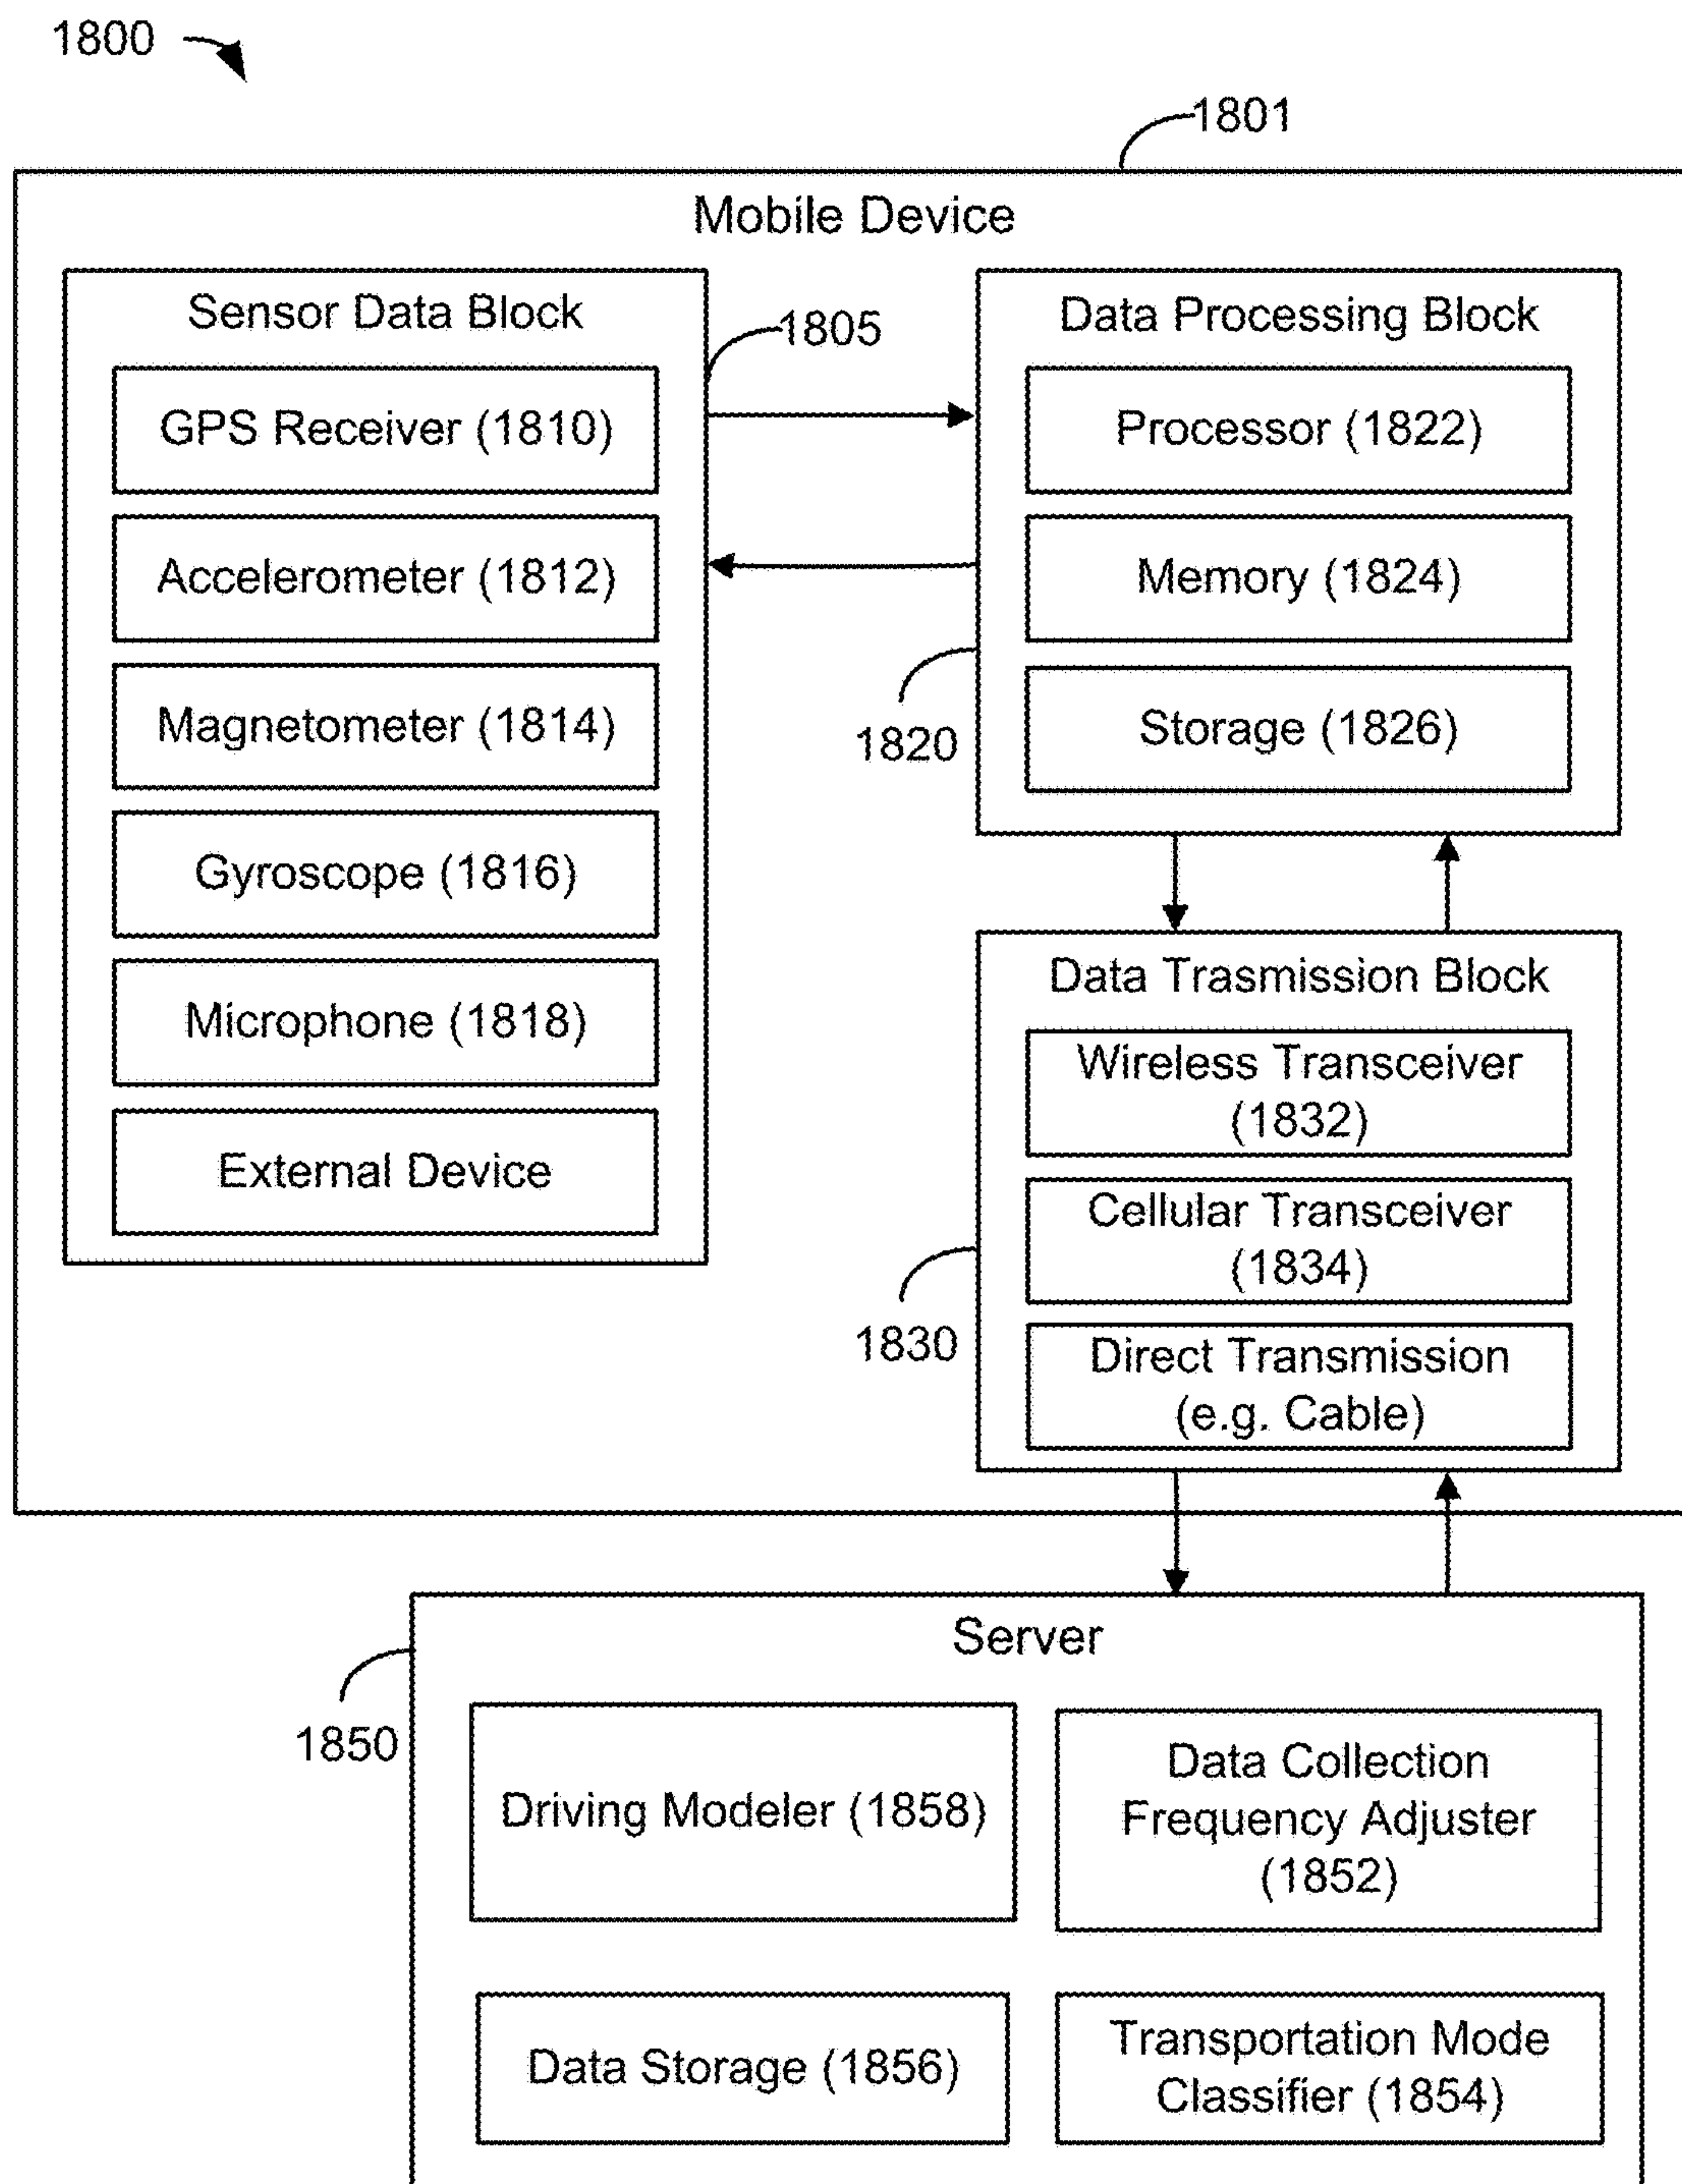 1800
1801
Mobile Device
Sensor Data Block
1805
GPS Receiver (1810)
Accelerometer (1812)
Magnetometer (1814)
Gyroscope (1816)
Microphone (1818)
External Device
Data Processing Block
Processor (1822)
Memory (1824)
Storage (1826)
1820
Data Trasmission Block
Wireless Transceiver
(1832)
Cellular Transceiver
(1834)
Direct Transmission
(e.g. Cable)
1830
Server
1850
Driving Modeler (1858)
Data Collection
Frequency Adjuster
(1852)
Data Storage (1856)
Transportation Mode
Classifier (1854)